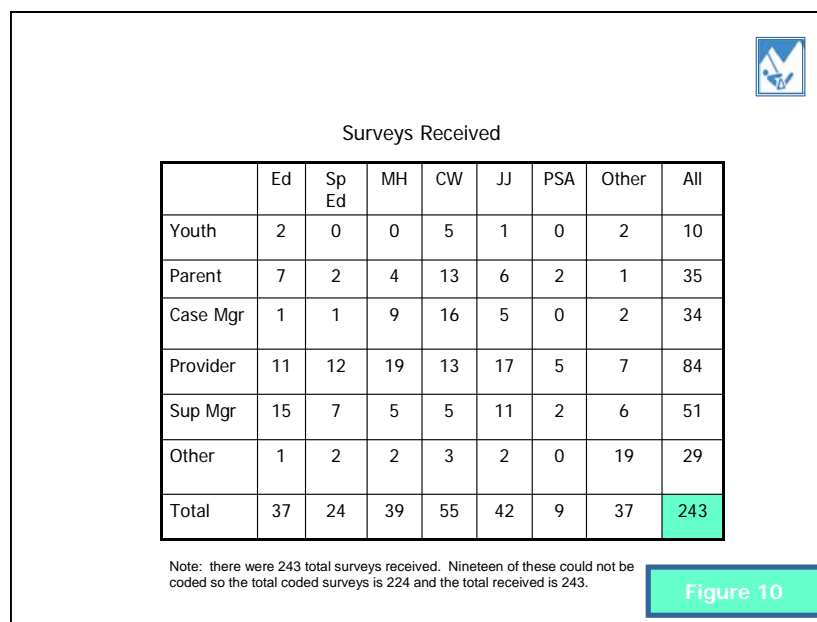 Surveys Received
Ed Sp Ed MH CW JJ PSA Other All
Youth 2 0 0 5 1 0 2 10
Parent 7 2 4 13 6 2 1 35
Case Mgr 1 1 9 16 5 0 2 34
Provider 11 12 19 13 17 5 7 84
Sup Mgr 15 7 5 5 11 2 6 51
Other 1 2 2 3 2 0 19 29
Total 37 24 39 55 42 9 37 243
Note: there were 243 total surveys received. Nineteen of these could not be
coded so the total coded surveys is 224 and the total received is 243.
Figure 10